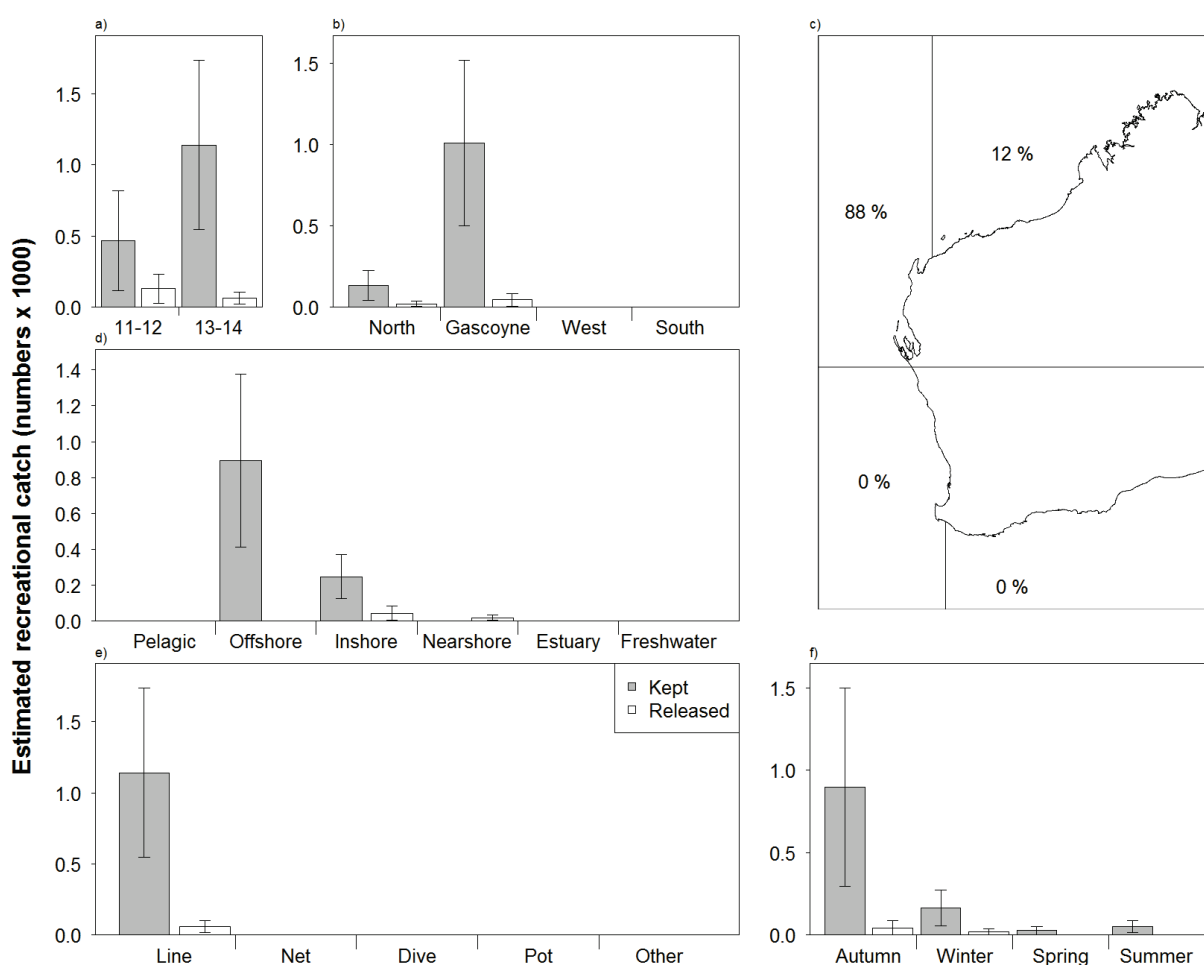 Estimated recreational catch (numbers x 1000)
a)
1.5
1.0
0.5
0.0
11-12 13-14
b)
1.5
1.0
0.5
0.0
North Gascoyne West South
c)
12 %
88 %
0 %
0 %
d)
1.4
1.2
1.0
0.8
0.6
0.4
0.2
0.0
Pelagic Offshore Inshore Nearshore Estuary Freshwater
e)
Kept
Released
1.5
1.0
0.5
0.0
Line Net Dive Pot Other
f)
1.5
1.0
0.5
0.0
Autumn Winter Spring Summer